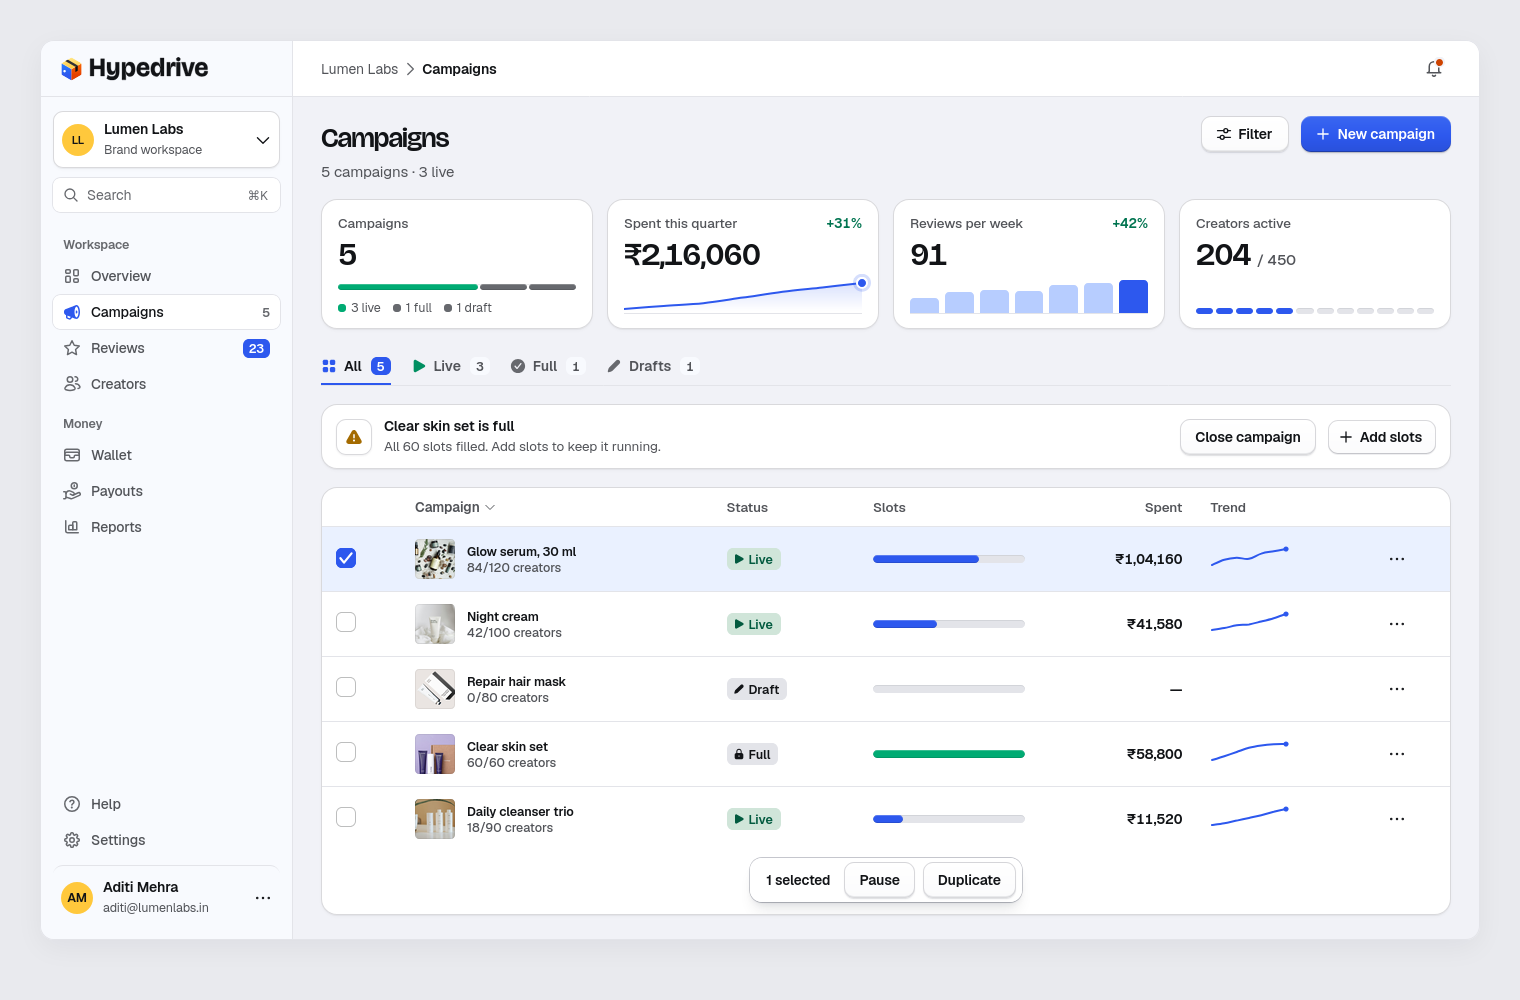 Hypedrive
Lumen Labs
Campaigns
LL
Lumen Labs
Brand workspace
Search
⌘K
Workspace
Overview
Campaigns
5
Reviews
23
Creators
Money
Wallet
Payouts
Reports
Help
Settings
AM
Aditi Mehra
aditi@lumenlabs.in
Campaigns
5 campaigns · 3 live
Filter
New campaign
Campaigns
5
3 live
1 full
1 draft
Spent this quarter
+31%
₹2,16,060
Reviews per week
+42%
91
Creators active
204 / 450
All 5
Live 3
Full 1
Drafts 1
Clear skin set is full
All 60 slots filled. Add slots to keep it running.
Close campaign
Add slots
Campaign
Status
Slots
Spent
Trend
Glow serum, 30 ml
84/120 creators
Live
₹1,04,160
Night cream
42/100 creators
Live
₹41,580
Repair hair mask
0/80 creators
Draft
—
Clear skin set
60/60 creators
Full
₹58,800
Daily cleanser trio
18/90 creators
Live
₹11,520
1 selected
Pause
Duplicate